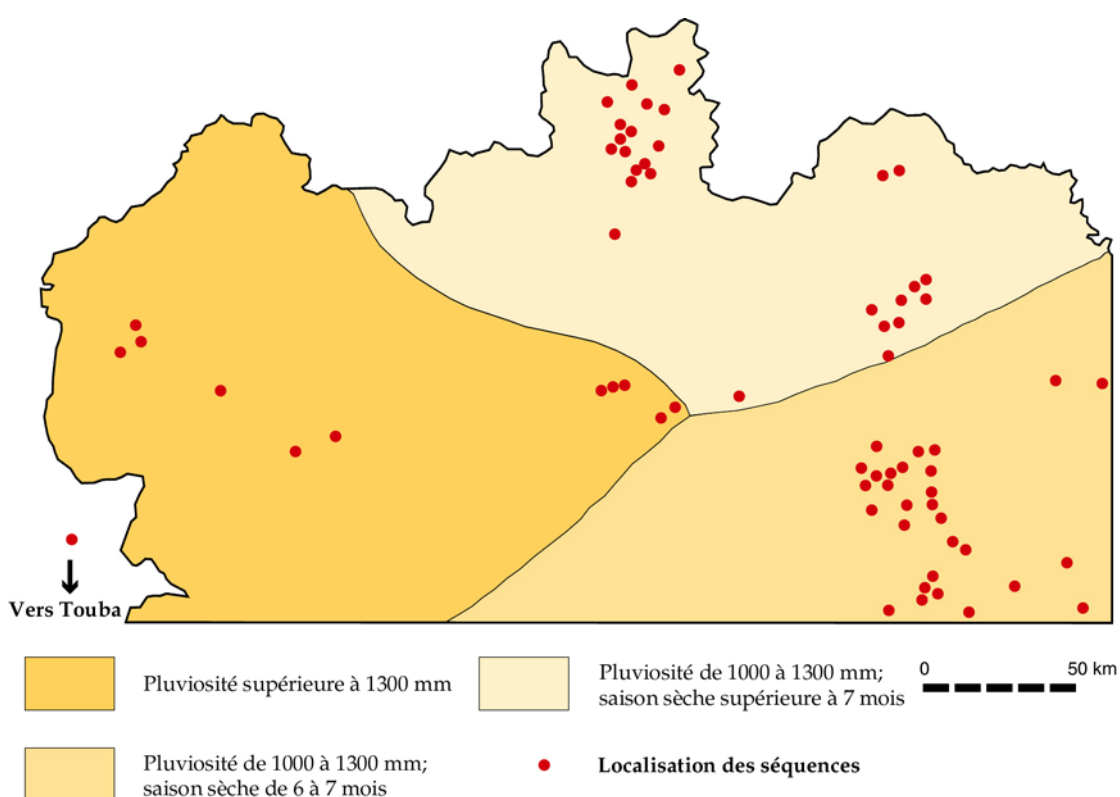 Vers Touba
Pluviosité supérieure à 1300 mm
Pluviosité de 1000 à 1300 mm;
saison sèche supérieure à 7 mois
0 50 km
Pluviosité de 1000 à 1300 mm;
saison sèche de 6 à 7 mois
Localisation des séquences